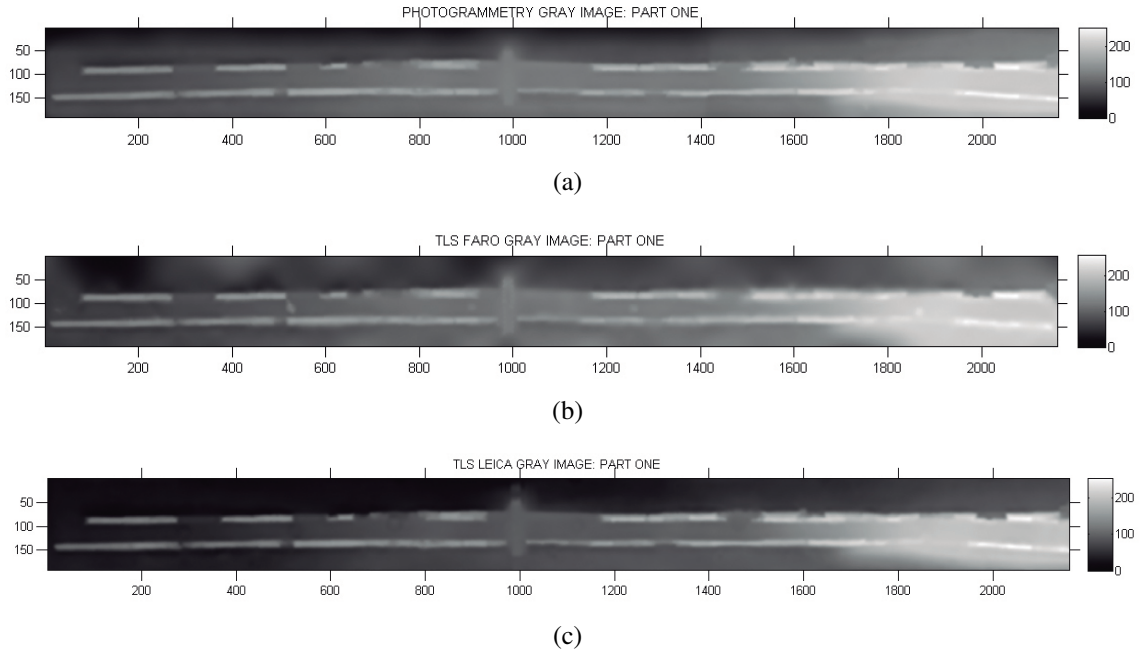 PHOTOGRAMMETRY GRAY IMAGE: PART ONE
50
100
150
200 400 600 800 1000 1200 1400 1600 1800 2000
200
100
0
(a)
TLS FARO GRAY IMAGE: PART ONE
50
100
150
200 400 600 800 1000 1200 1400 1600 1800 2000
200
100
0
(b)
TLS LEICA GRAY IMAGE: PART ONE
50
100
150
200 400 600 800 1000 1200 1400 1600 1800 2000
200
100
0
(c)